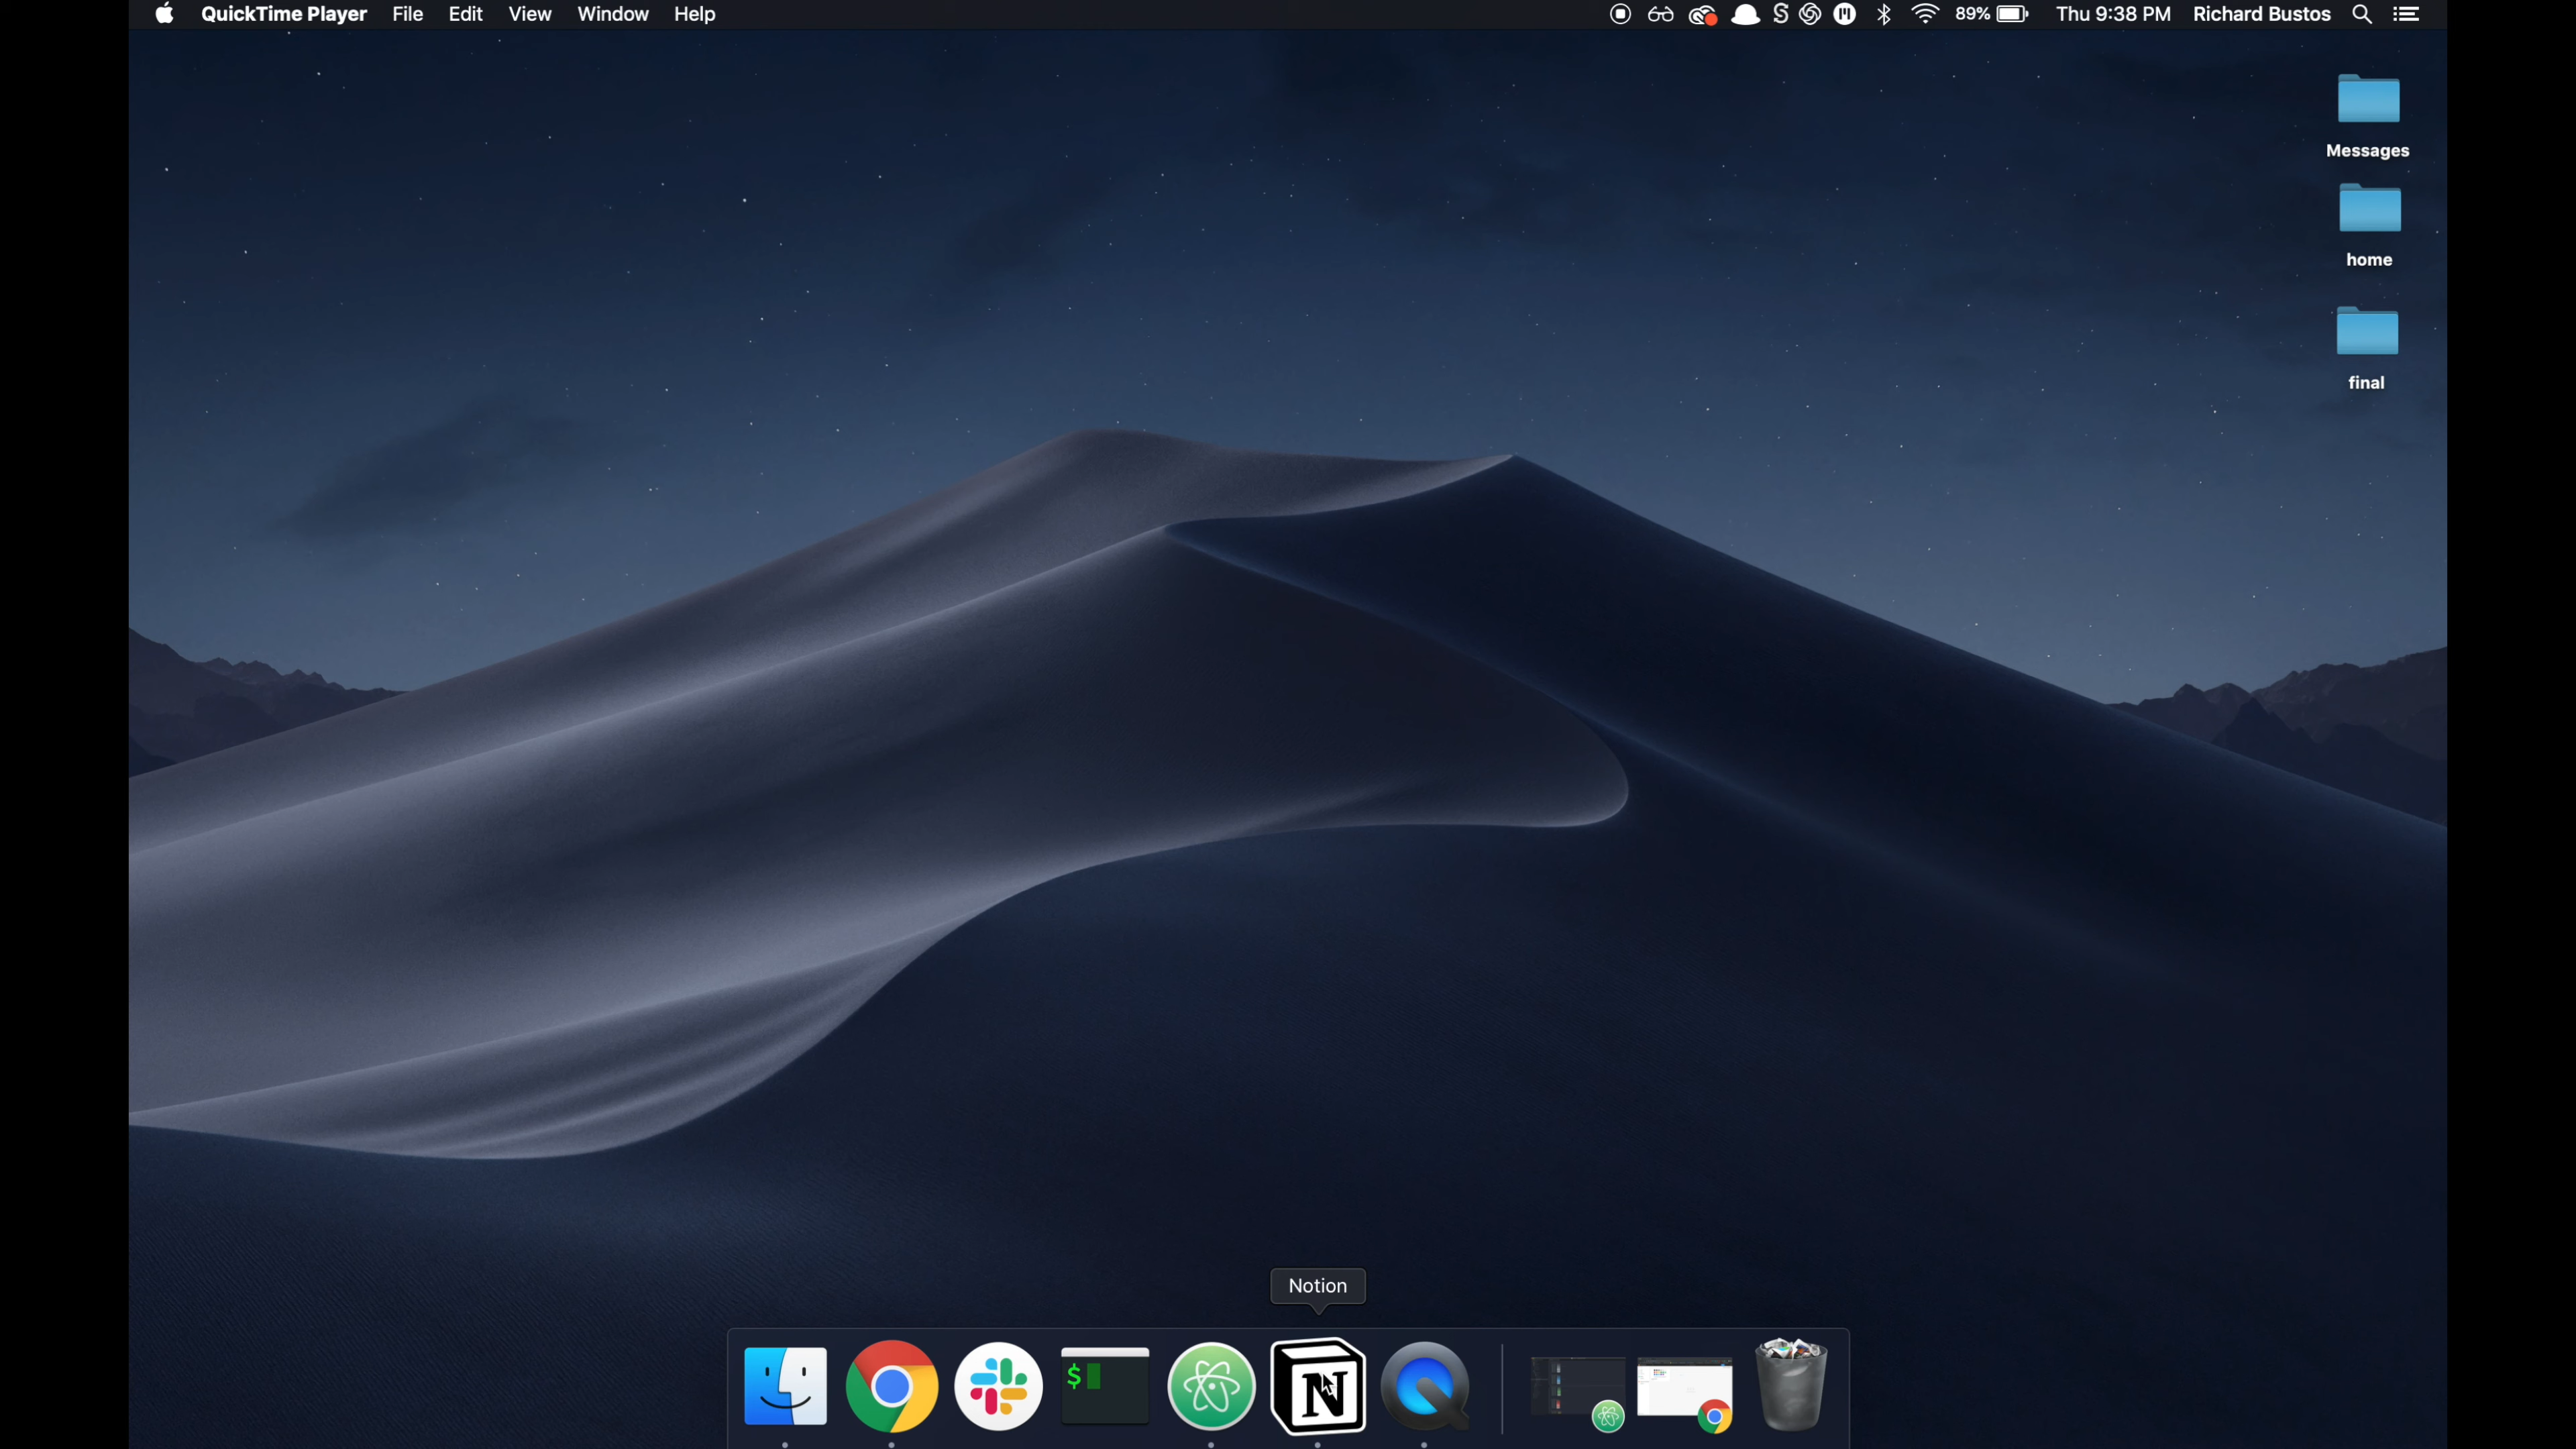 QuickTime Player File Edit View Window Help 89% Thu 9:38 PM Richard Bustos
Messages
home
final
Notion
$
N